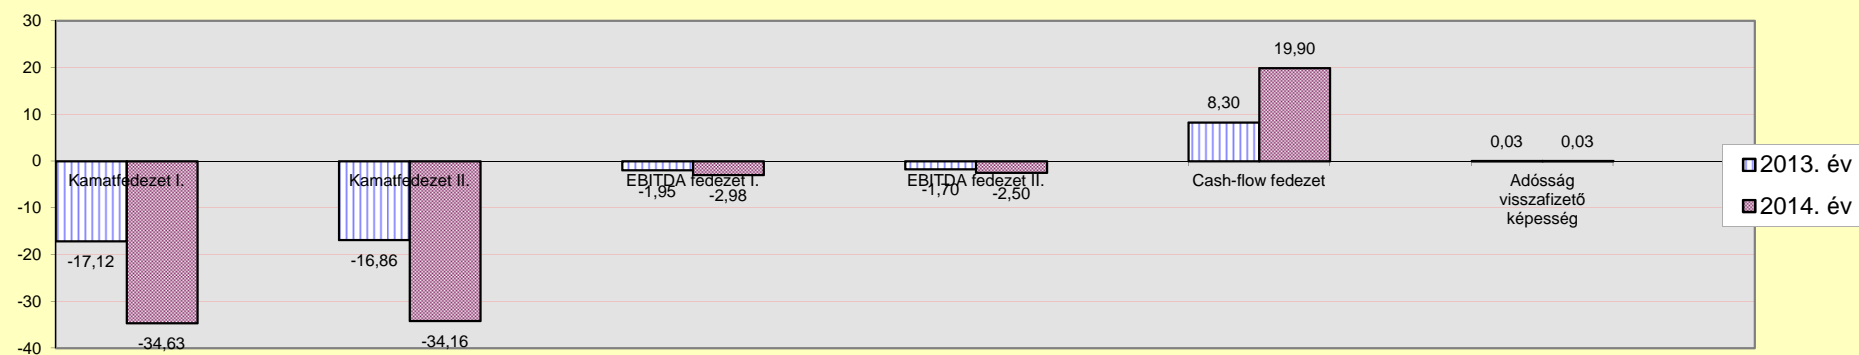 30
20
10
0
-10
-20
-30
-40
19,90
8,30
0,03 0,03
Kamatfedezet I. Kamatfedezet II. EBITDA fedezet I. EBITDA fedezet II. Cash-flow fedezet Adósság
visszafizető
képesség
-1,95 -2,98 -1,70 -2,50
-17,12 -16,86
-34,63 -34,16
2013. év
2014. év